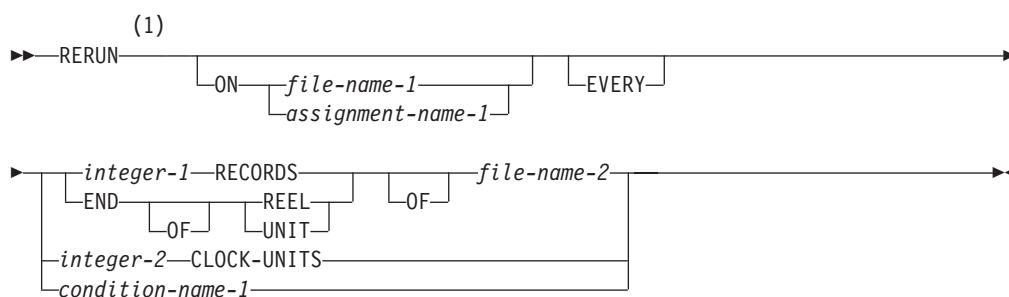 (1)
RERUN
ON file-name-1 EVERY
assignment-name-1
integer-1 RECORDS OF file-name-2
END OF REEL
UNIT
integer-2 CLOCK-UNITS
condition-name-1